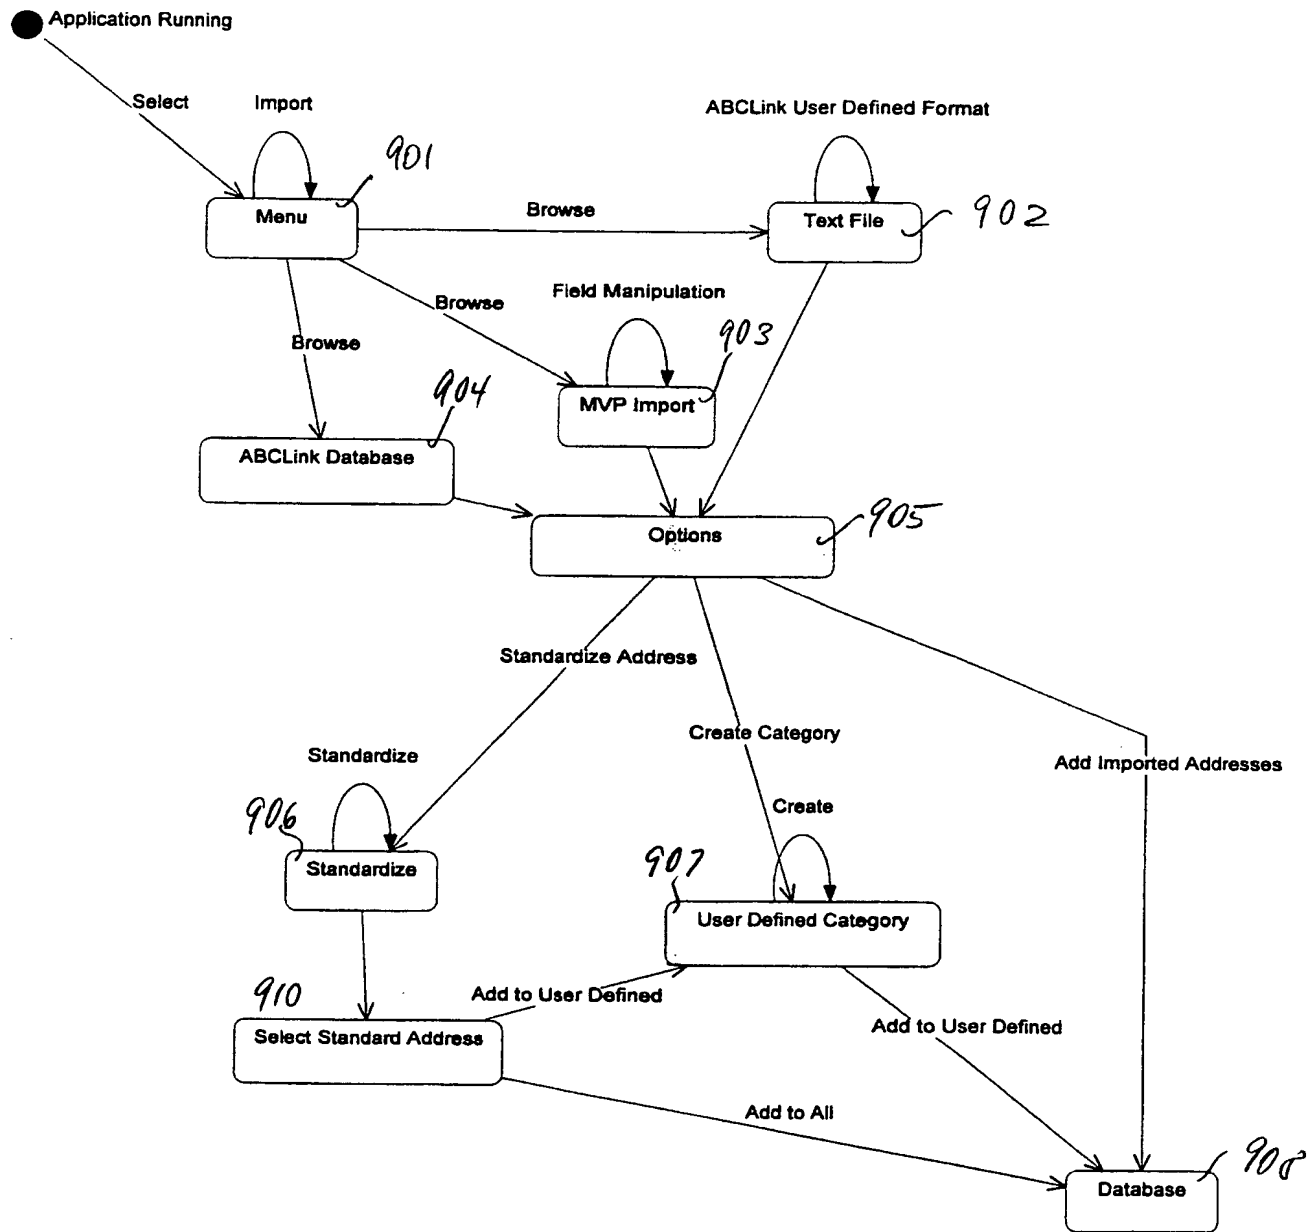 Application Running
Select
Import
ABCLink User Defined Format
901
Menu
Browse
Text File
902
Browse
Field Manipulation
Browse
903
904
MVP Import
ABCLink Database
Options
905
Standardize Address
Create Category
Standardize
Add Imported Addresses
Create
906
Standardize
907
User Defined Category
910
Add to User Defined
Select Standard Address
Add to User Defined
Add to All
908
Database